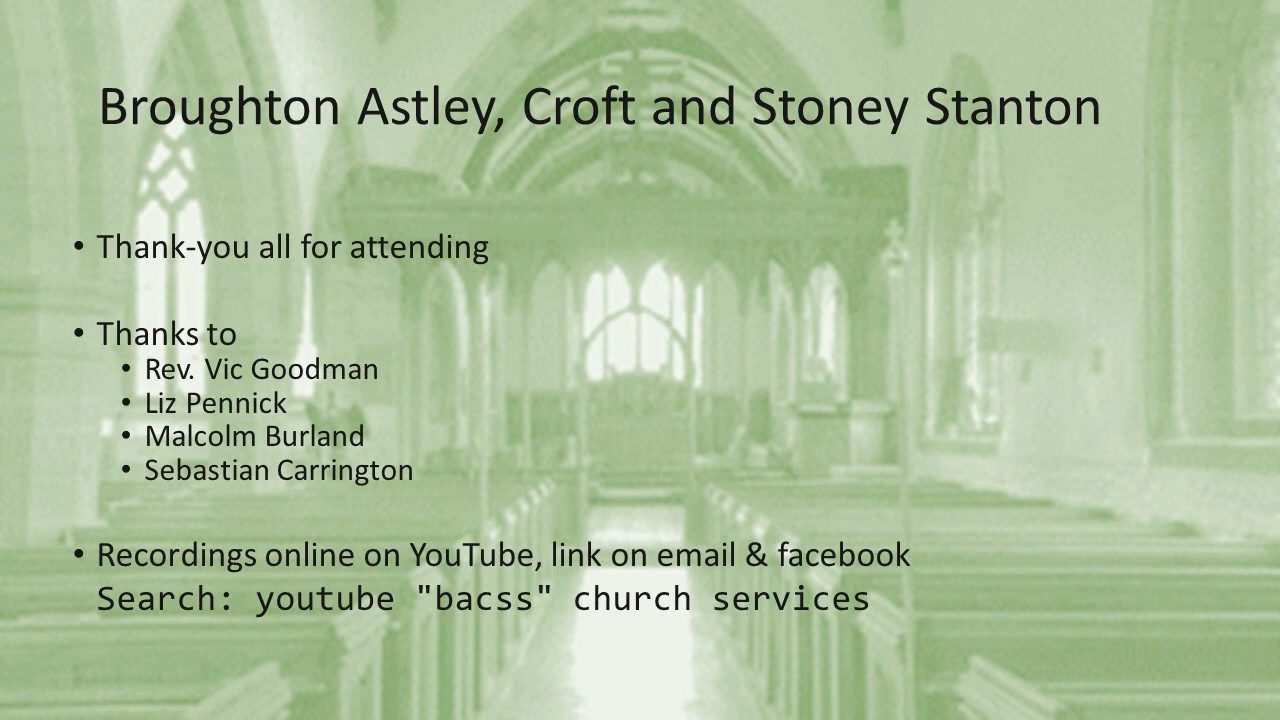 Broughton Astley, Croft and Stoney Stanton
• Thank-you all for attending
• Thanks to
• Rev. Vic Goodman
• Liz Pennick
• Malcolm Burland
• Sebastian Carrington
• Recordings online on YouTube, link on email & facebook
Search: youtube "bacss" church services